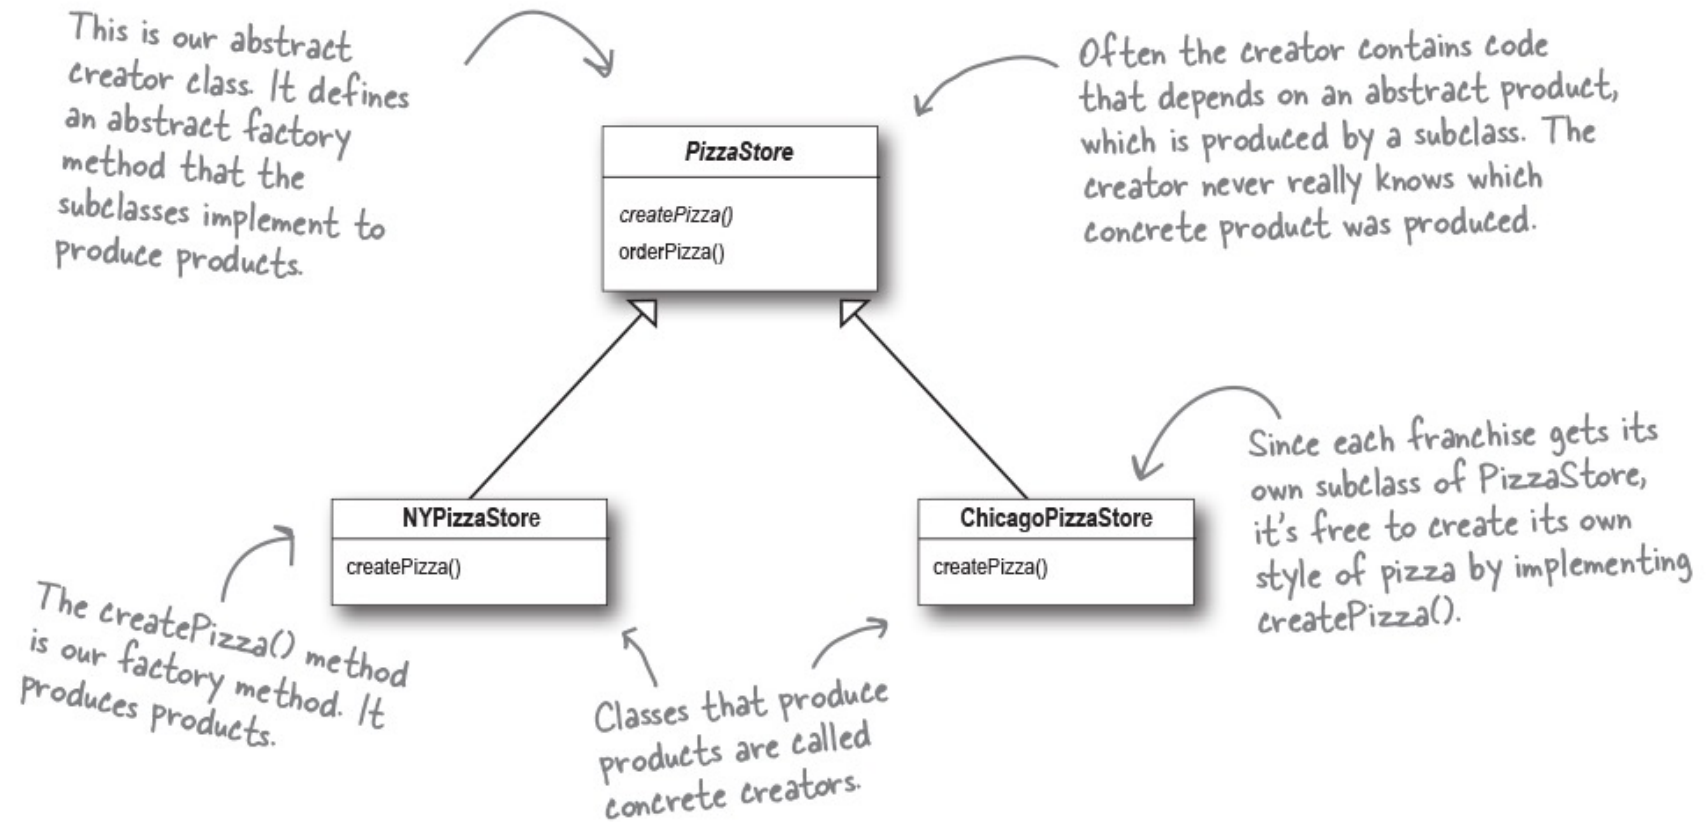 This is our abstract
creator class. It defines
an abstract factory
method that the
subclasses implement to
produce products.
Often the creator contains code
that depends on an abstract product,
which is produced by a subclass. The
creator never really knows which
concrete product was produced.
PizzaStore
createPizza()
orderPizza()
NYPizzaStore
createPizza()
ChicagoPizzaStore
createPizza()
Since each franchise gets its
own subclass of PizzaStore,
it's free to create its own
style of pizza by implementing
createPizza().
The createPizza() method
is our factory method. It
produces products.
Classes that produce
products are called
concrete creators.